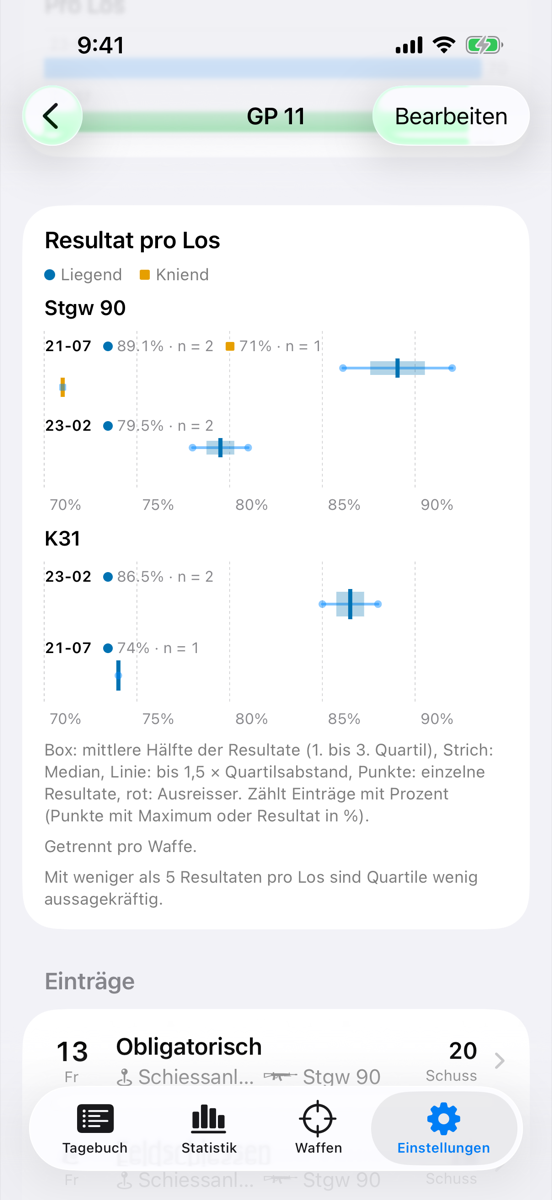 Pro Los
9:41
GP 11
Bearbeiten
Resultat pro Los
Liegend Kniend
Stgw 90
21-07 89.1% · n = 2 71% · n = 1
23-02 79.5% · n = 2
70% 75% 80% 85% 90%
K31
23-02 86.5% · n = 2
21-07 74% · n = 1
70% 75% 80% 85% 90%
Box: mittlere Hälfte der Resultate (1. bis 3. Quartil), Strich:
Median, Linie: bis 1,5 × Quartilsabstand, Punkte: einzelne
Resultate, rot: Ausreisser. Zählt Einträge mit Prozent
(Punkte mit Maximum oder Resultat in %).
Getrennt pro Waffe.
Mit weniger als 5 Resultaten pro Los sind Quartile wenig
aussagekräftig.
Einträge
13 Obligatorisch 20
Fr Schiessanl... Stgw 90 Schuss
Tagebuch Statistik Waffen Einstellungen
Fr Schiessanl... Stgw 90